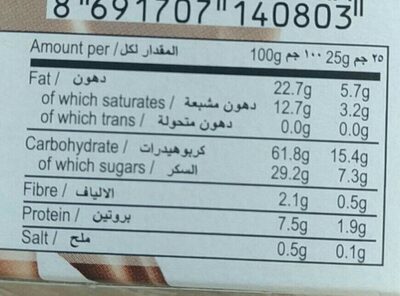 8 691707 140803
Amount per / المقدار لكل 100g ١٠٠ جم 25g ٢٥ جم
Fat / دهون 22.7g 5.7g
of which saturates / دهون مشبعة 12.7g 3.2g
of which trans / دهون متحولة 0.0g 0.0g
Carbohydrate / كربوهيدرات 61.8g 15.4g
of which sugars / السكر 29.2g 7.3g
Fibre / الالياف 2.1g 0.5g
Protein / بروتين 7.5g 1.9g
Salt / ملح 0.5g 0.1g